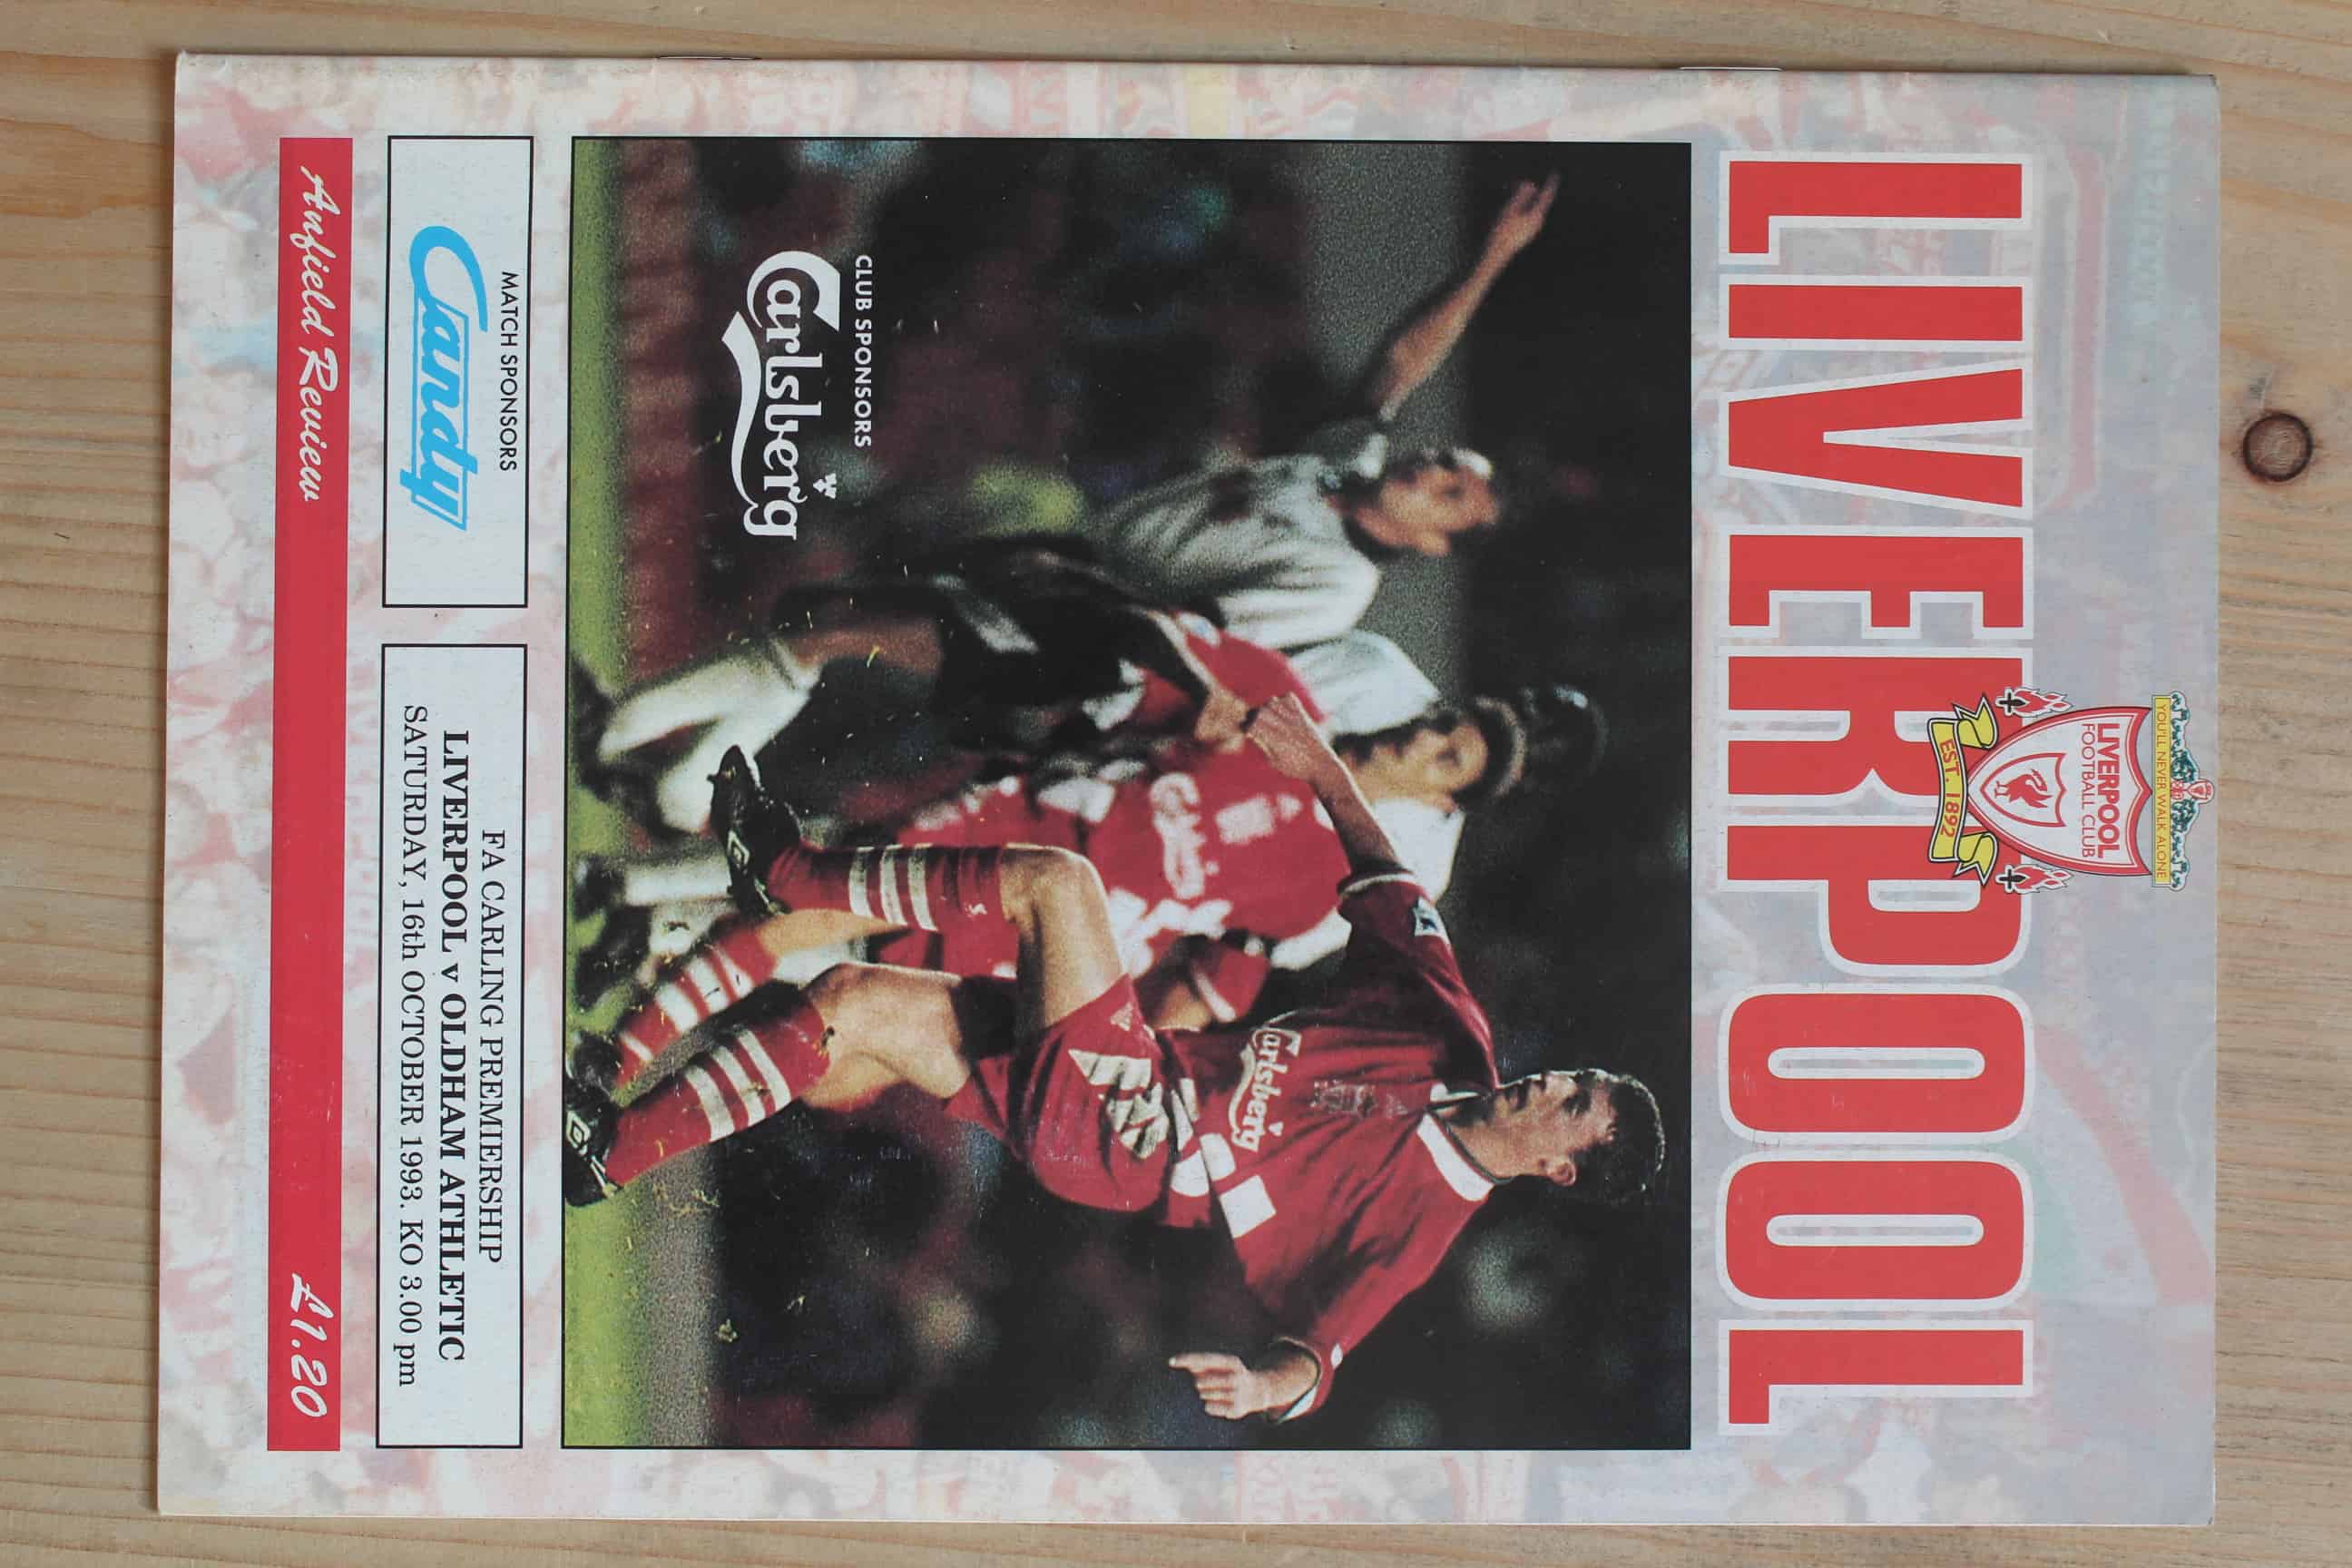 YOU'LL NEVER WALK ALONE
LIVERPOOL
FOOTBALL CLUB
EST. 1892
LIVERPOOL
Carlsberg
CLUB SPONSORS
Carlsberg
MATCH SPONSORS
Candy
FA CARLING PREMIERSHIP
LIVERPOOL v OLDHAM ATHLETIC
SATURDAY, 16th OCTOBER 1993. KO 3.00 pm
Anfield Review
£1.20